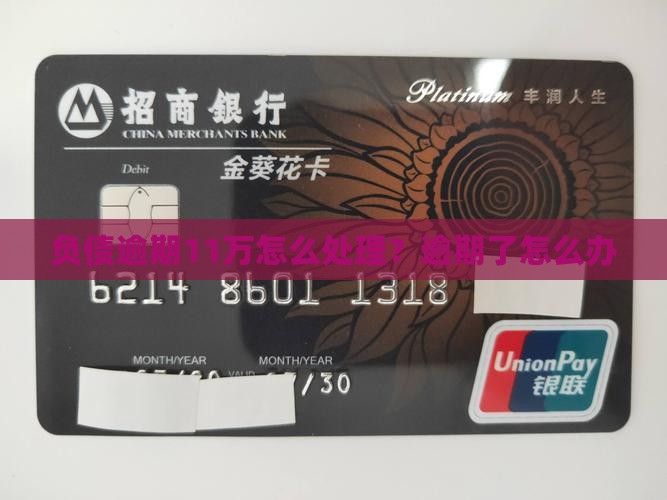 招商銀行
CHINA MERCHANTS BANK
Platinum 丰润人生
Debit
金葵花卡
负债逾期11万怎么处理？逾期了怎么办
6214 8601 1318
MONTH/YEAR MONTH/YEAR
/30
UnionPay
银联